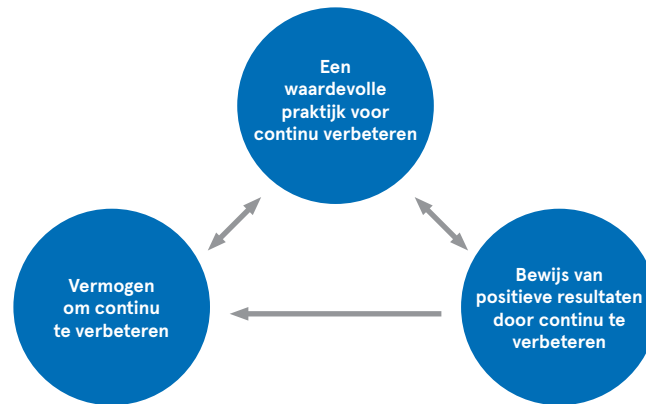 Een
waardevolle
praktijk voor
continu verbeteren
Vermogen
om continu
te verbeteren
Bewijs van
positieve resultaten
door continu te
verbeteren